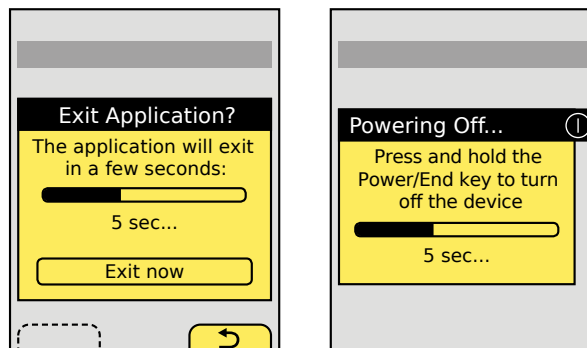 Exit Application?
The application will exit
in a few seconds:
5 sec...
Exit now
Powering Off...
Press and hold the
Power/End key to turn
off the device
5 sec...